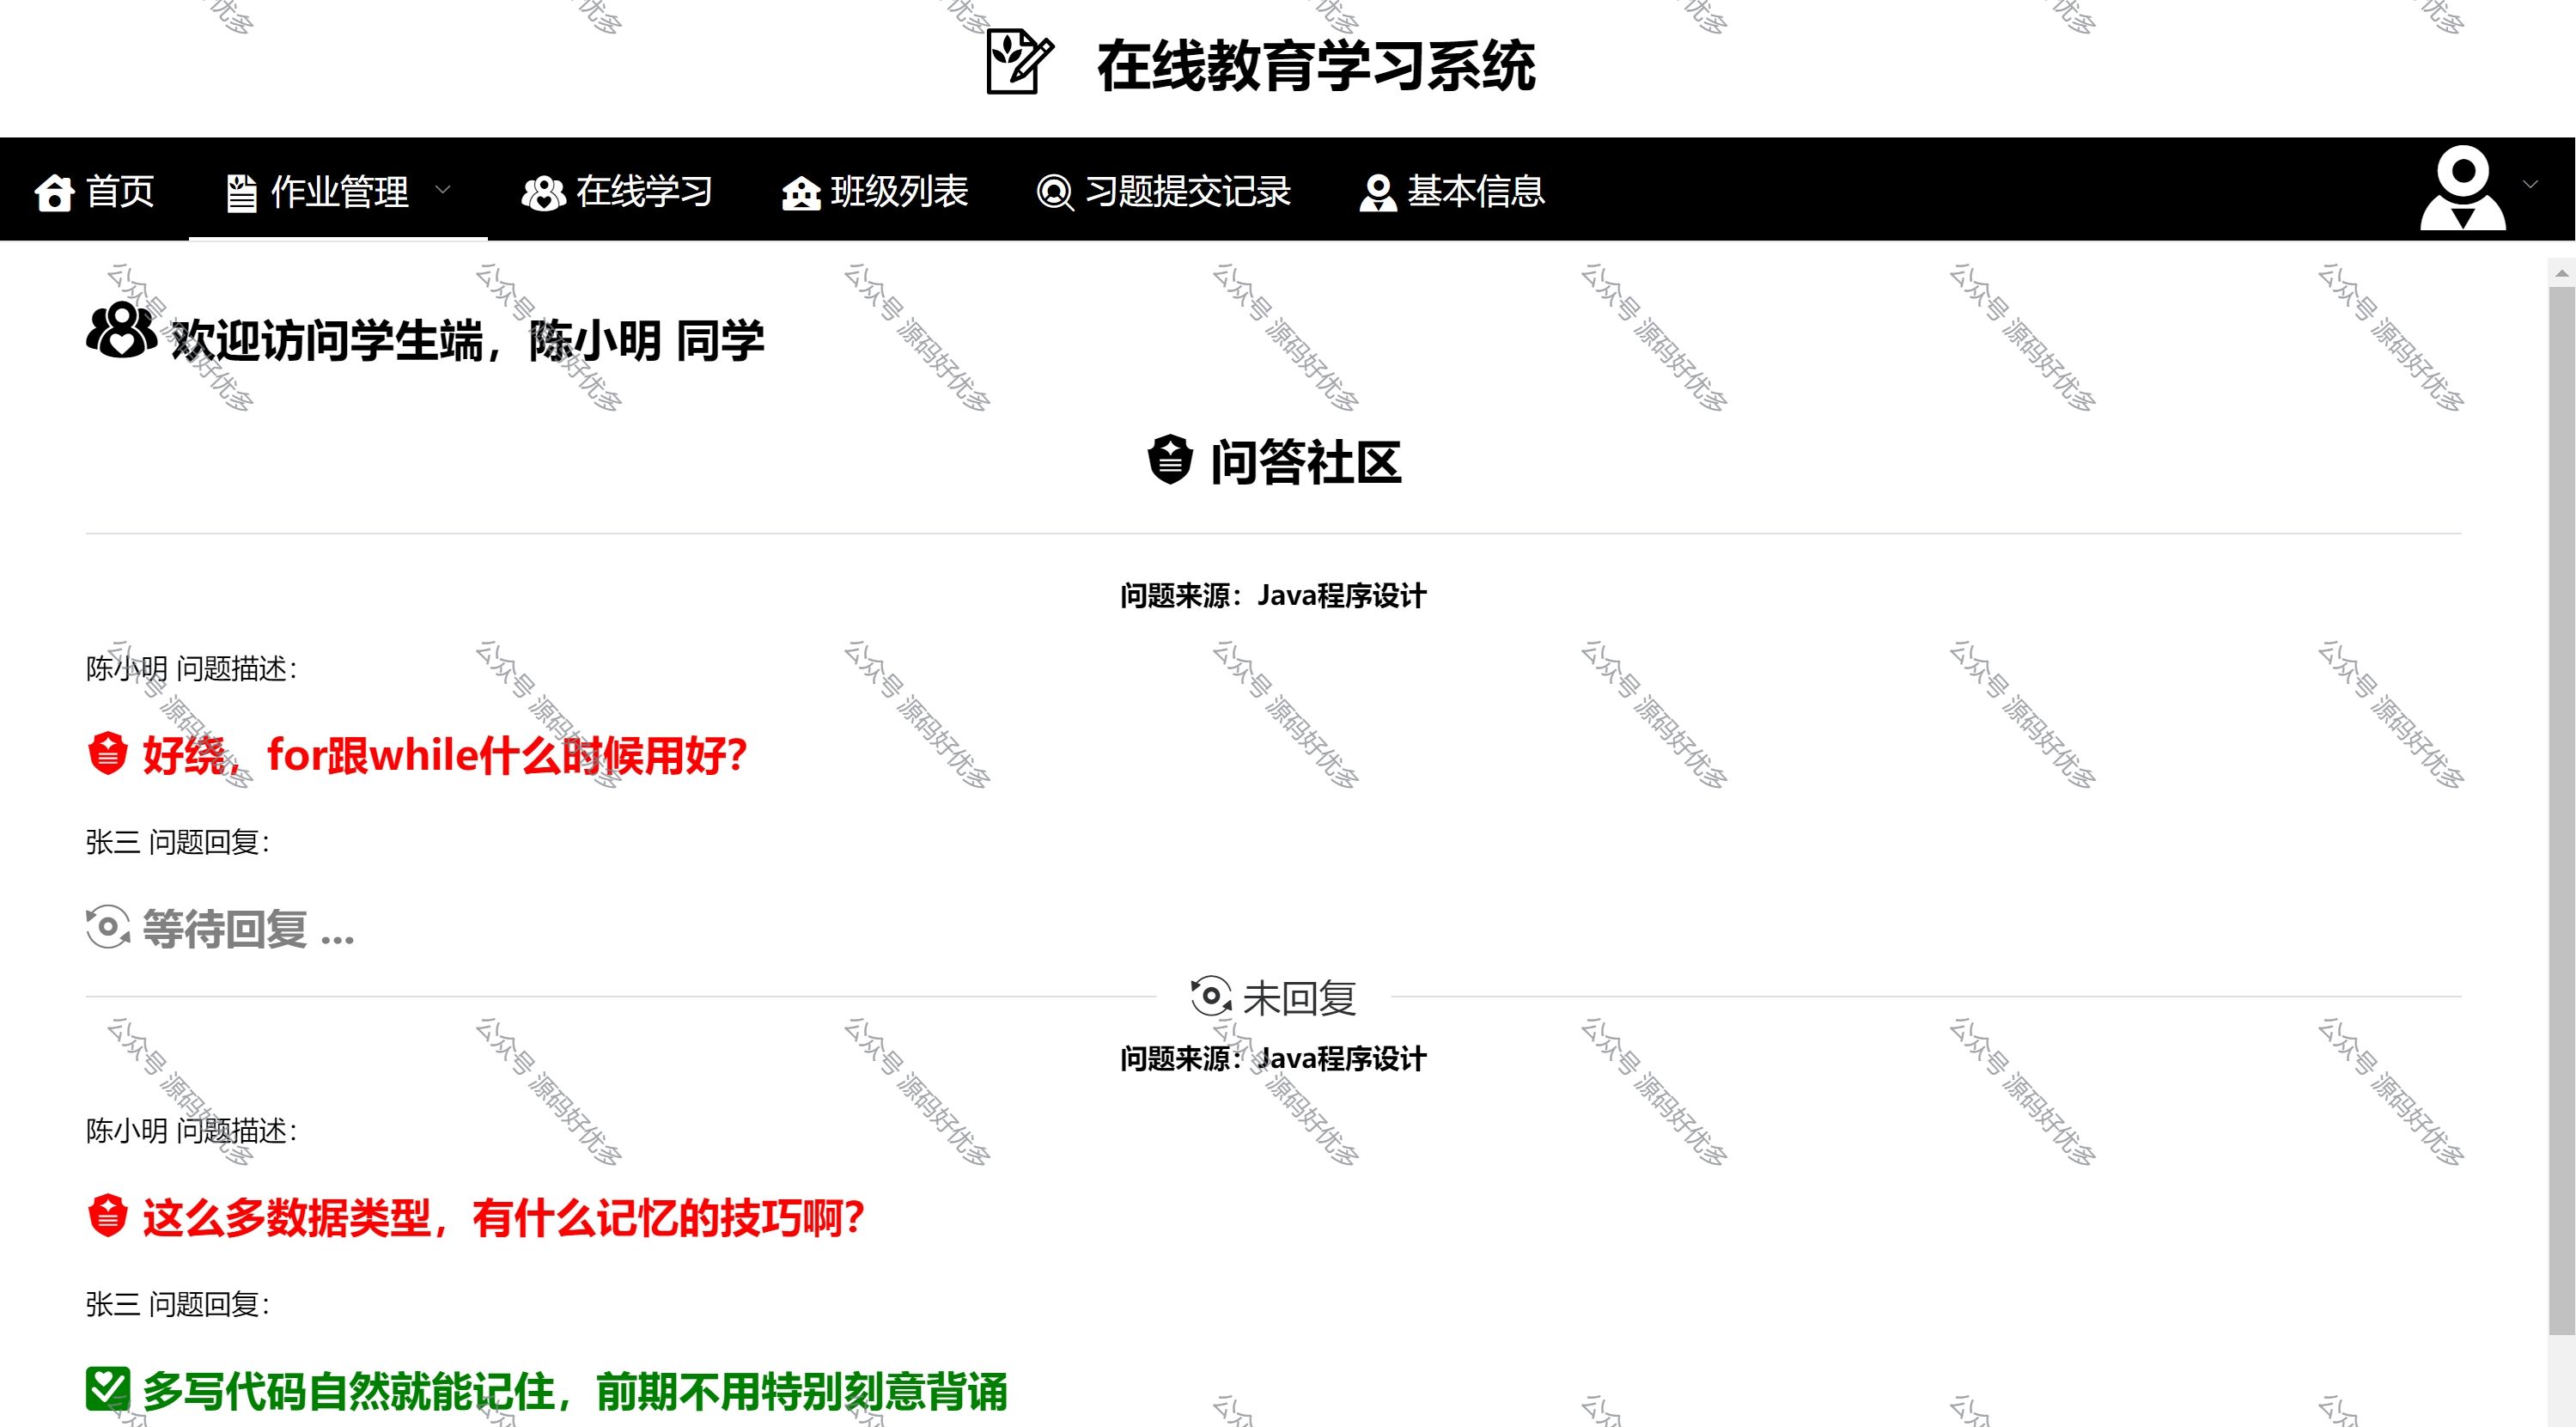 在线教育学习系统
首页 作业管理 在线学习 班级列表 习题提交记录 基本信息
欢迎访问学生端，陈小明 同学
问答社区
问题来源：Java程序设计
陈小明 问题描述：
好绕，for跟while什么时候用好？
张三 问题回复：
等待回复 ...
未回复
问题来源：Java程序设计
陈小明 问题描述：
这么多数据类型，有什么记忆的技巧啊？
张三 问题回复：
多写代码自然就能记住，前期不用特别刻意背诵
公众号 源码好优多